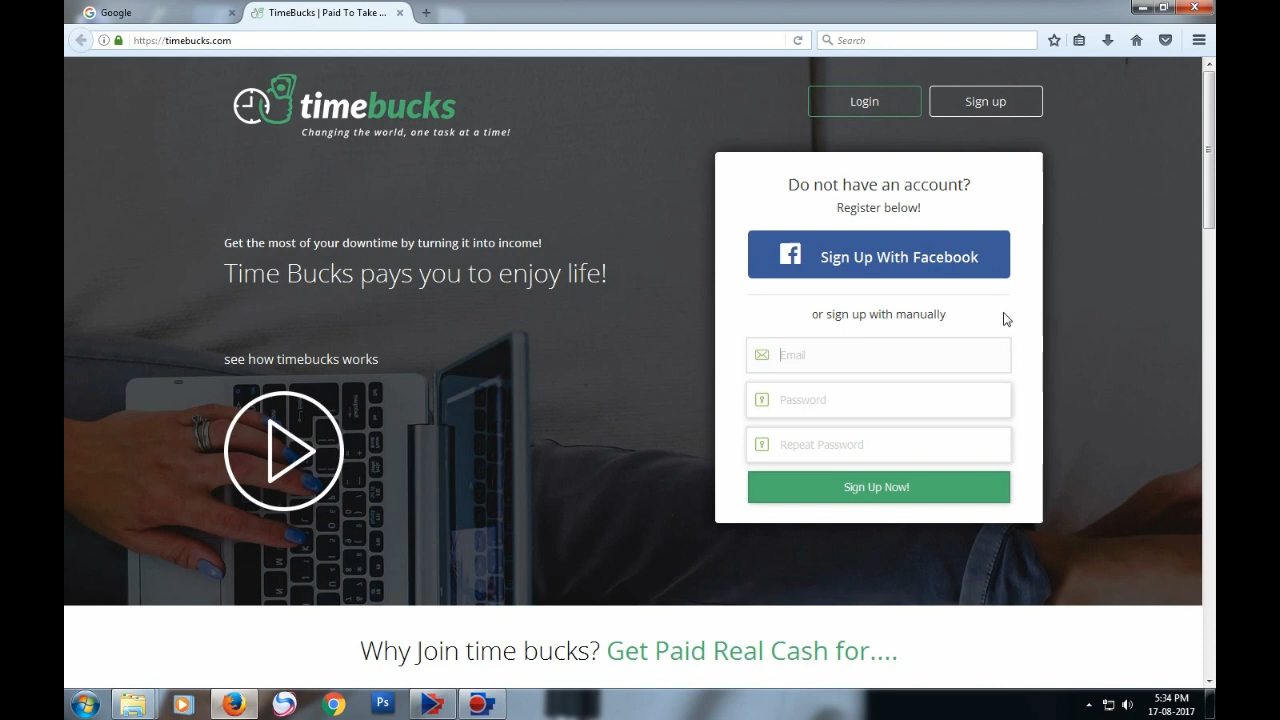 Google
TimeBucks | Paid To Take ...
https://timebucks.com
Search
timebucks
Changing the world, one task at a time!
Login
Sign up
Do not have an account?
Register below!
Sign Up With Facebook
or sign up with manually
Email
Password
Repeat Password
Sign Up Now!
Get the most of your downtime by turning it into income!
Time Bucks pays you to enjoy life!
see how timebucks works
Why Join time bucks? Get Paid Real Cash for....
Ps
5:34 PM
17-08-2017